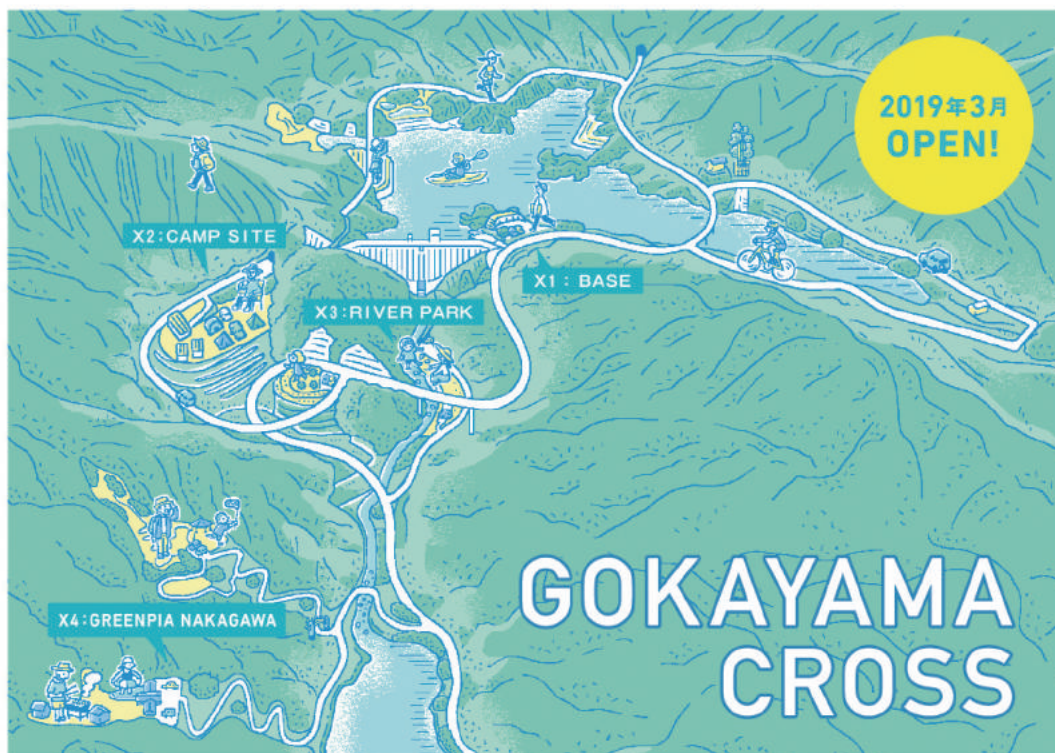 2019年3月
OPEN!
X2:CAMP SITE
X1: BASE
X3:RIVER PARK
X4:GREENPIA NAKAGAWA
GOKAYAMA
CROSS